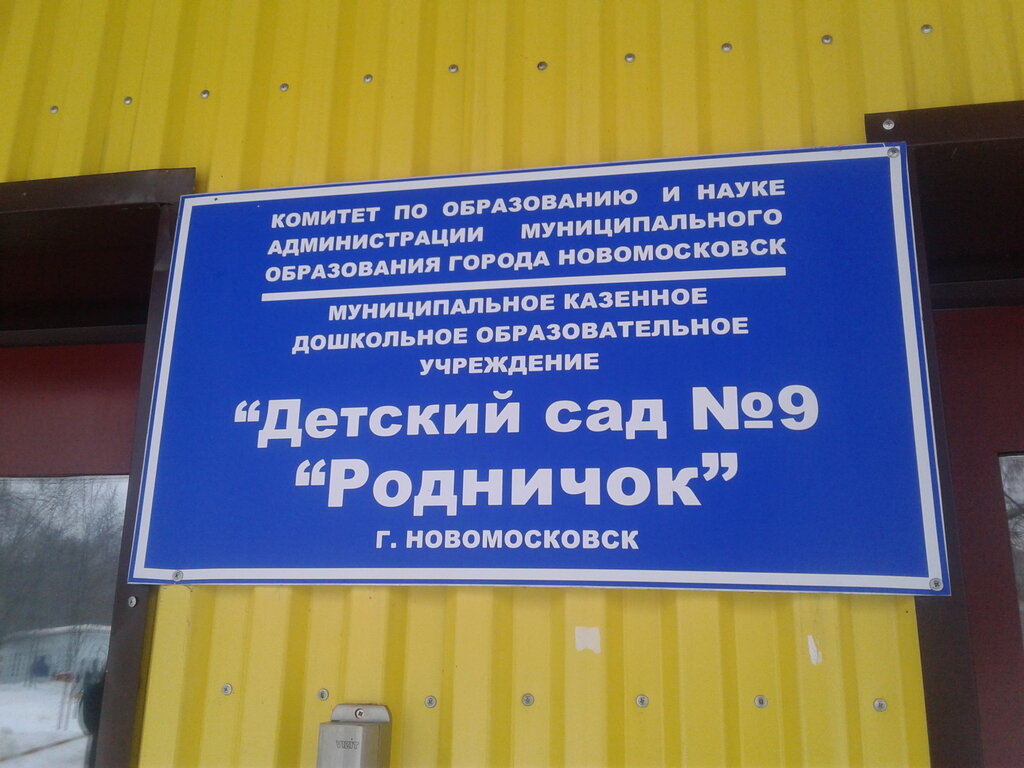 КОМИТЕТ ПО ОБРАЗОВАНИЮ И НАУКЕ
АДМИНИСТРАЦИИ МУНИЦИПАЛЬНОГО
ОБРАЗОВАНИЯ ГОРОДА НОВОМОСКОВСК
МУНИЦИПАЛЬНОЕ КАЗЕННОЕ
ДОШКОЛЬНОЕ ОБРАЗОВАТЕЛЬНОЕ
УЧРЕЖДЕНИЕ
“Детский сад №9
“Родничок”
г. НОВОМОСКОВСК
VIZIT